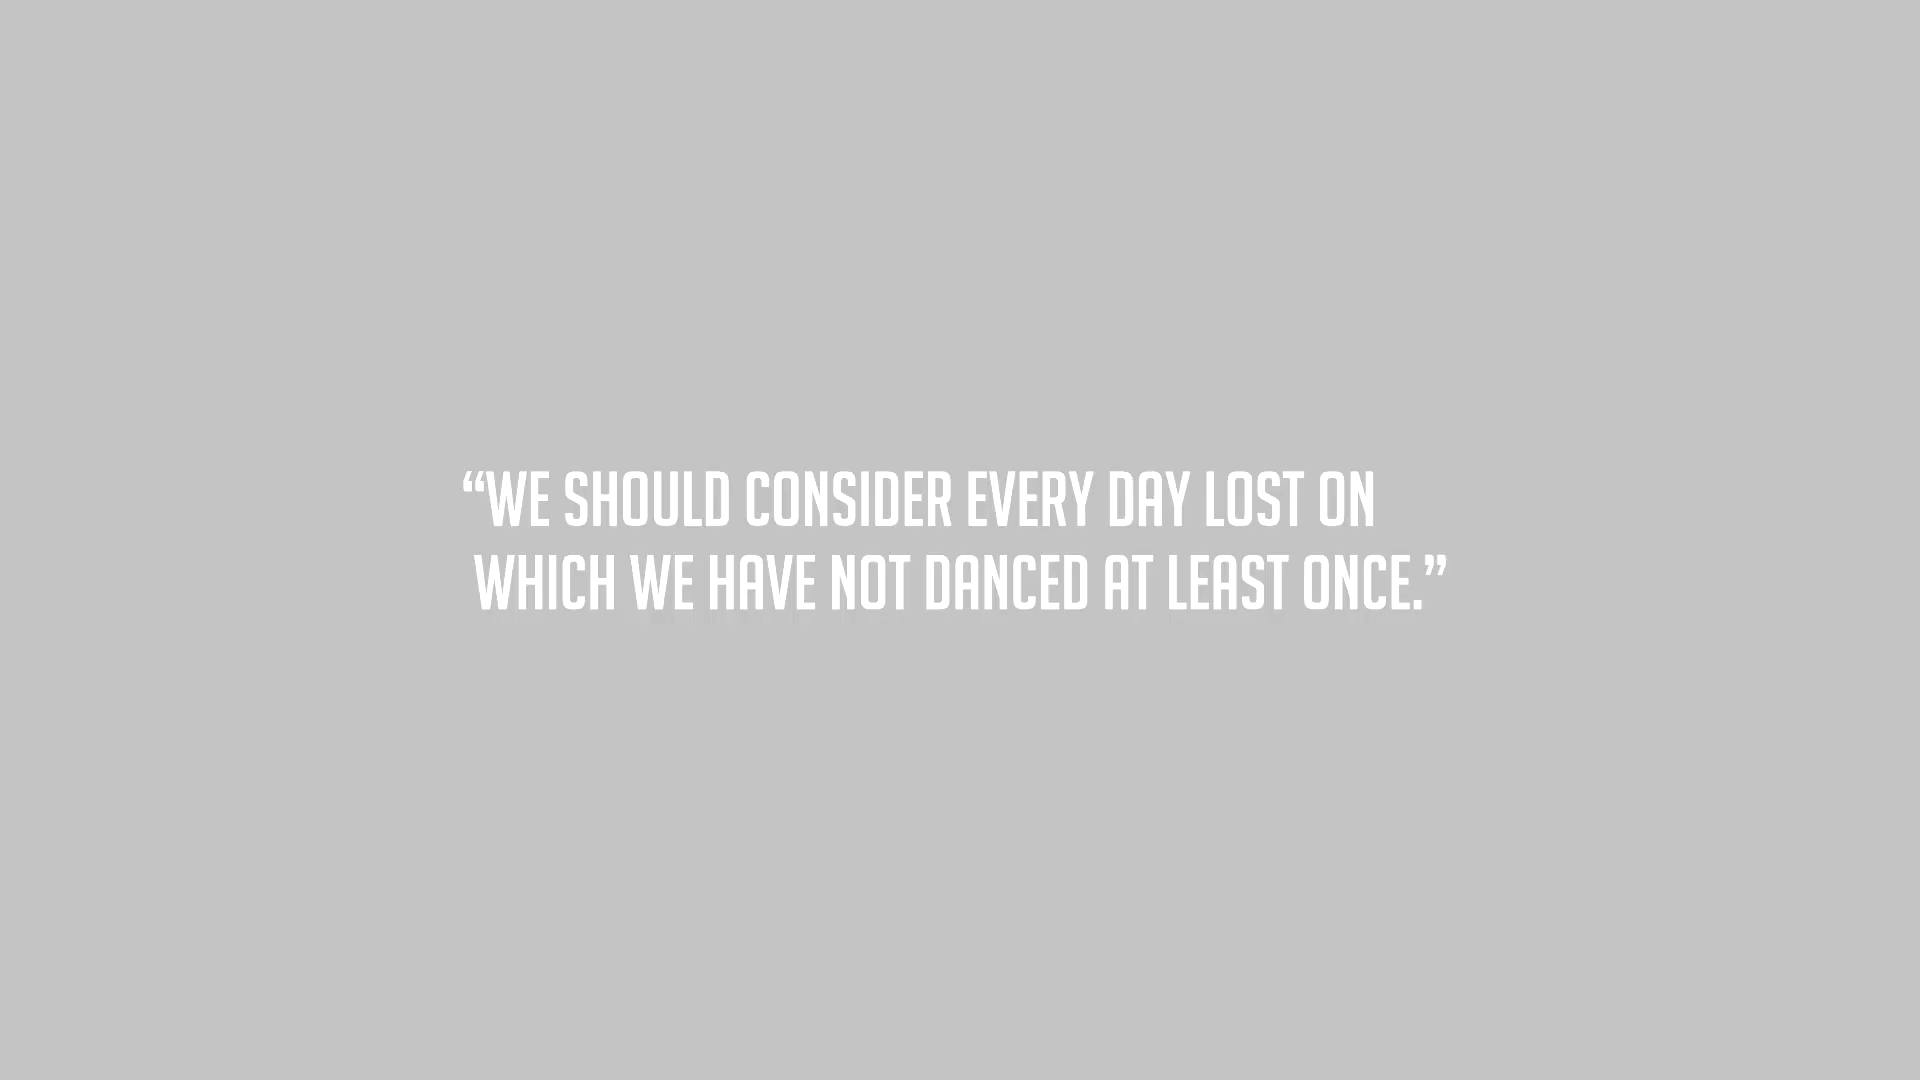 “WE SHOULD CONSIDER EVERY DAY LOST ON
WHICH WE HAVE NOT DANCED AT LEAST ONCE.”